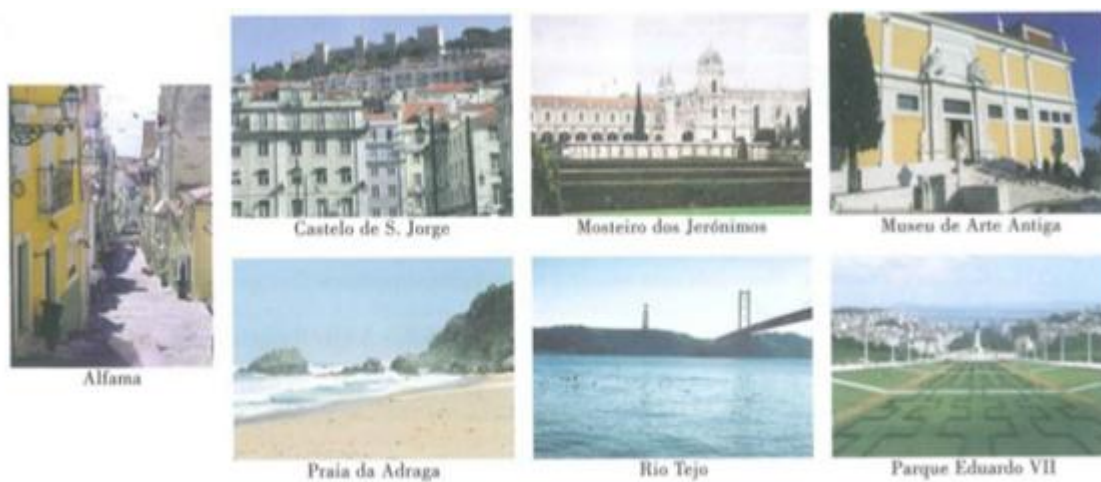 Castelo de S. Jorge
Mosteiro dos Jerónimos
Museu de Arte Antiga
Alfama
Praia da Adraga
Rio Tejo
Parque Eduardo VII